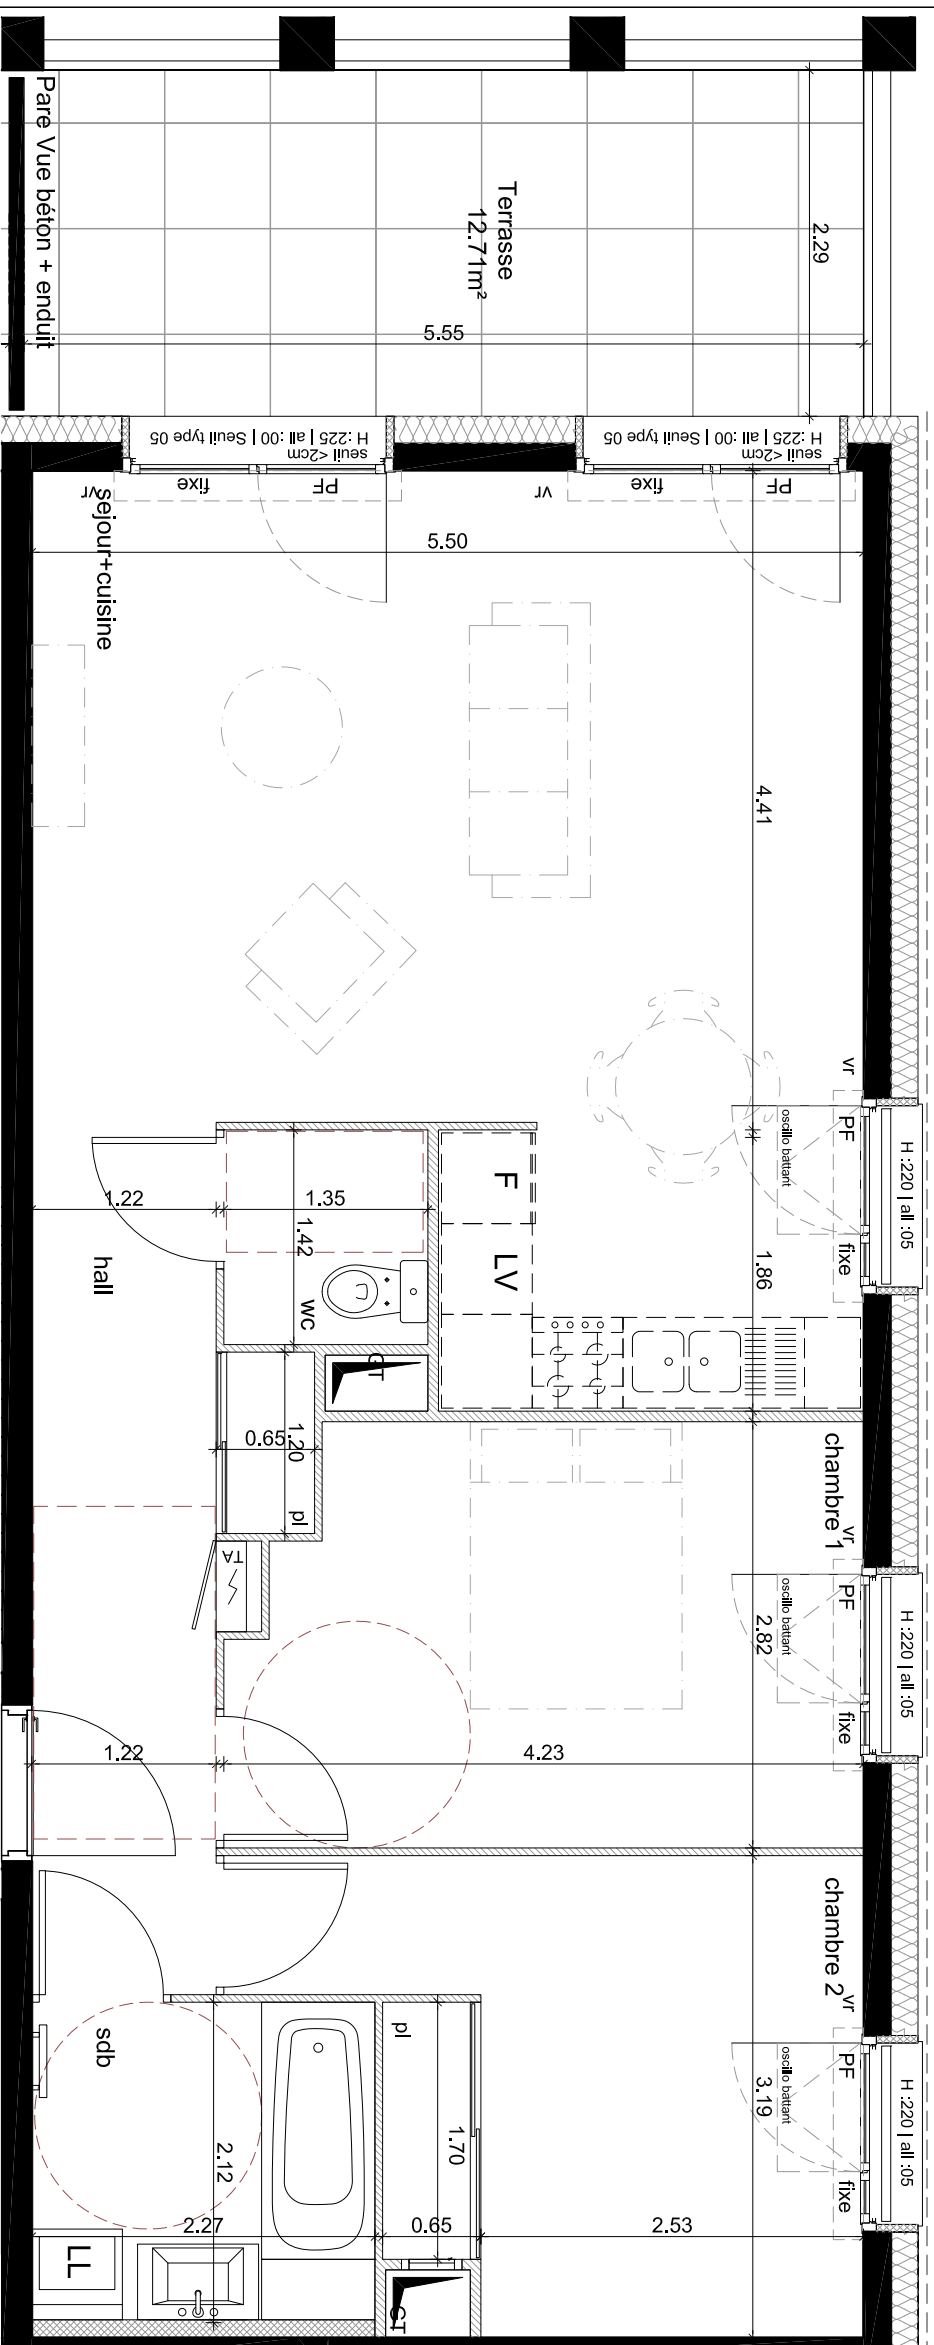 Pare Vue béton + enduit
Terrasse
12.71m²
2.29
5.55
H :225 | all :00 | Seuil type 05
seuil <2cm
H :225 | all :00 | Seuil type 05
seuil <2cm
vr
fixe
PF
vr
fixe
PF
sejour+cuisine
5.50
4.41
vr
PF
oscillo battant
fixe
H :220 | all :05
1.86
F
LV
1.22
1.35
1.42
wc
hall
GT
0.65
1.20
pl
TA
chambre 1
vr
PF
oscillo battant
fixe
H :220 | all :05
2.82
1.22
4.23
chambre 2
vr
PF
oscillo battant
fixe
H :220 | all :05
3.19
sdb
pl
1.70
2.12
2.27
0.65
2.53
LL
GT